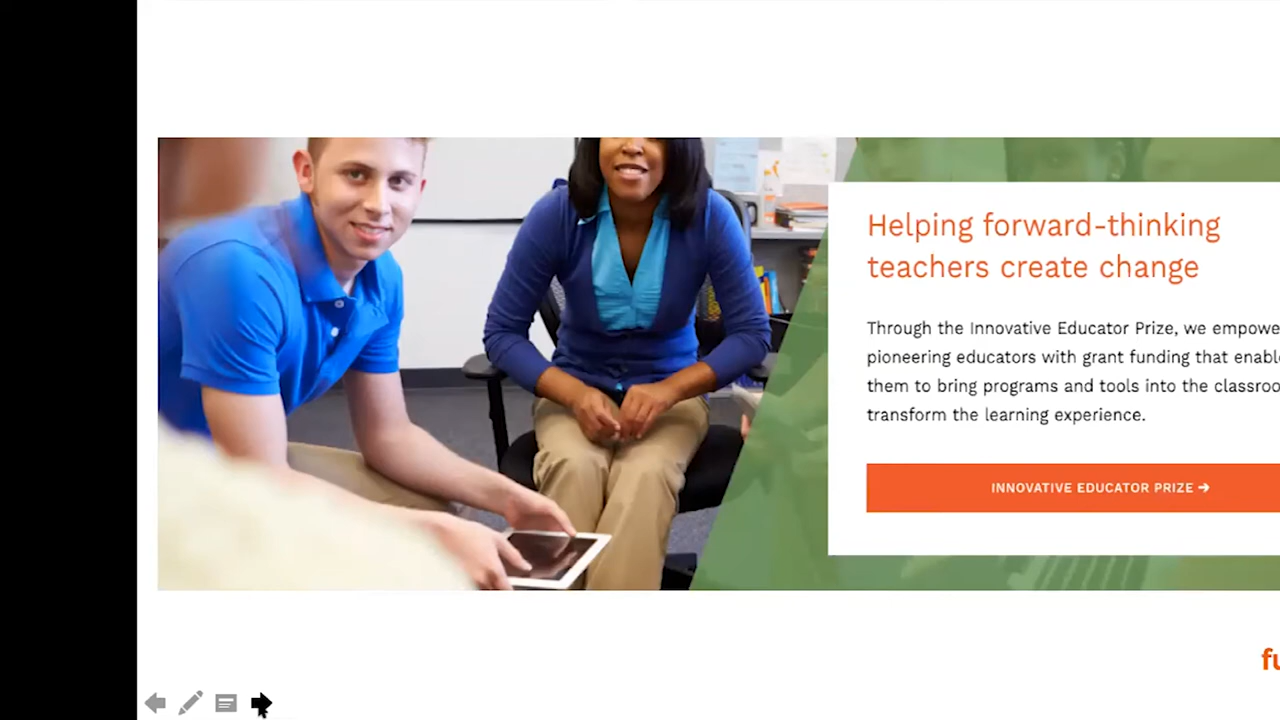 Helping forward-thinking
teachers create change
Through the Innovative Educator Prize, we empowe
pioneering educators with grant funding that enabl
them to bring programs and tools into the classroo
transform the learning experience.
INNOVATIVE EDUCATOR PRIZE →
fu